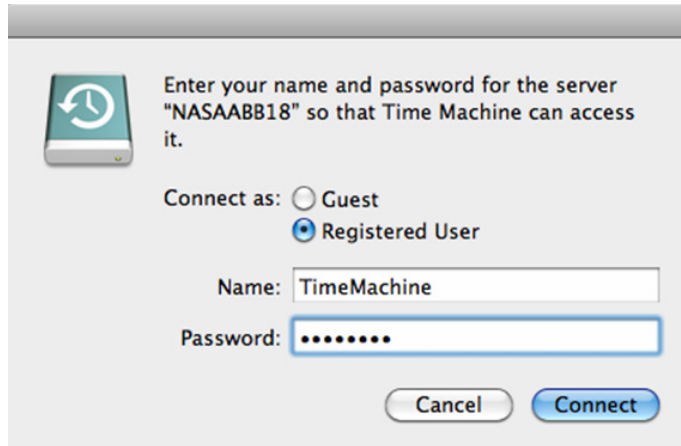 Enter your name and password for the server
“NASAABB18” so that Time Machine can access
it.
Connect as: Guest
Registered User
Name: TimeMachine
Password: ••••••••
Cancel Connect